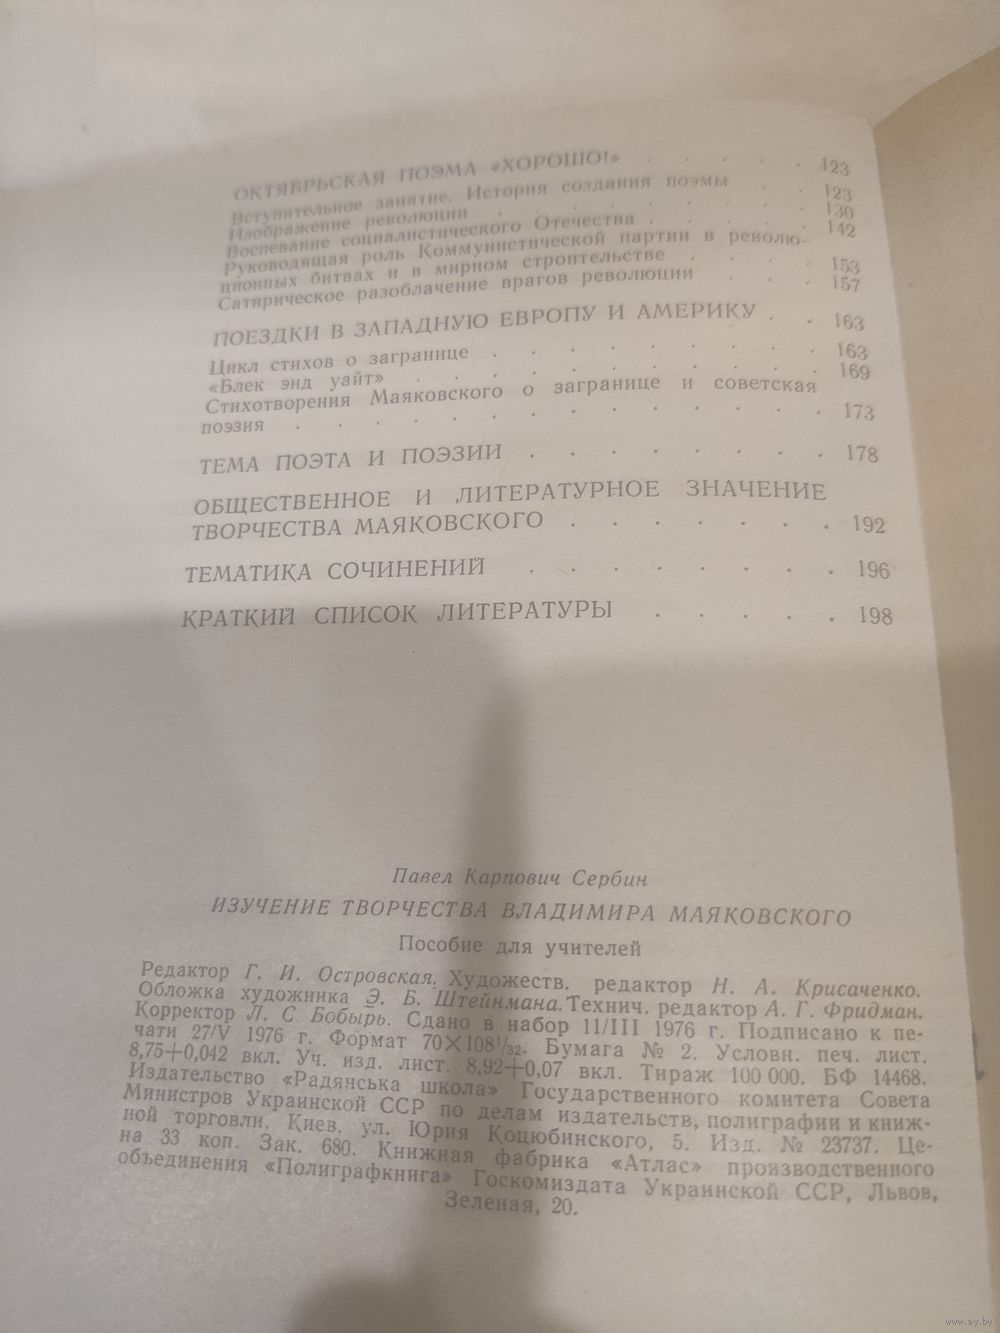 ОКТЯБРЬСКАЯ ПОЭМА «ХОРОШО!» . . . . . 123
Вступительное занятие. История создания поэмы . . 123
Изображение революции . . . . . . . . 130
Воспевание социалистического Отечества . . . . 142
Руководящая роль Коммунистической партии в револю-
ционных битвах и в мирном строительстве . . . . 153
Сатирическое разоблачение врагов революции . . . 157
ПОЕЗДКИ В ЗАПАДНУЮ ЕВРОПУ И АМЕРИКУ . . 163
Цикл стихов о загранице . . . . . . . . 163
«Блек энд уайт» . . . . . . . . . . 169
Стихотворения Маяковского о загранице и советская
поэзия . . . . . . . . . . . . . 173
ТЕМА ПОЭТА И ПОЭЗИИ . . . . . . . 178
ОБЩЕСТВЕННОЕ И ЛИТЕРАТУРНОЕ ЗНАЧЕНИЕ
ТВОРЧЕСТВА МАЯКОВСКОГО . . . . . . . 192
ТЕМАТИКА СОЧИНЕНИЙ . . . . . . . . 196
КРАТКИЙ СПИСОК ЛИТЕРАТУРЫ . . . . . 198
Павел Карпович Сербин
ИЗУЧЕНИЕ ТВОРЧЕСТВА ВЛАДИМИРА МАЯКОВСКОГО
Пособие для учителей
Редактор Г. И. Островская. Художеств. редактор Н. А. Крисаченко.
Обложка художника Э. Б. Штейнмана. Технич. редактор А. Г. Фридман.
Корректор Л. С. Бобырь. Сдано в набор 11/III 1976 г. Подписано к пе-
чати 27/V 1976 г. Формат 70×108¹/₃₂. Бумага № 2. Условн. печ. лист.
8,75+0,042 вкл. Уч. изд. лист. 8,92+0,07 вкл. Тираж 100 000. БФ 14468.
Издательство «Радянська школа» Государственного комитета Совета
Министров Украинской ССР по делам издательств, полиграфии и книж-
ной торговли, Киев, ул. Юрия Коцюбинского, 5. Изд. № 23737. Це-
на 33 коп. Зак. 680. Книжная фабрика «Атлас» производственного
объединения «Полиграфкнига» Госкомиздата Украинской ССР, Львов,
Зеленая, 20.
www.ay.by